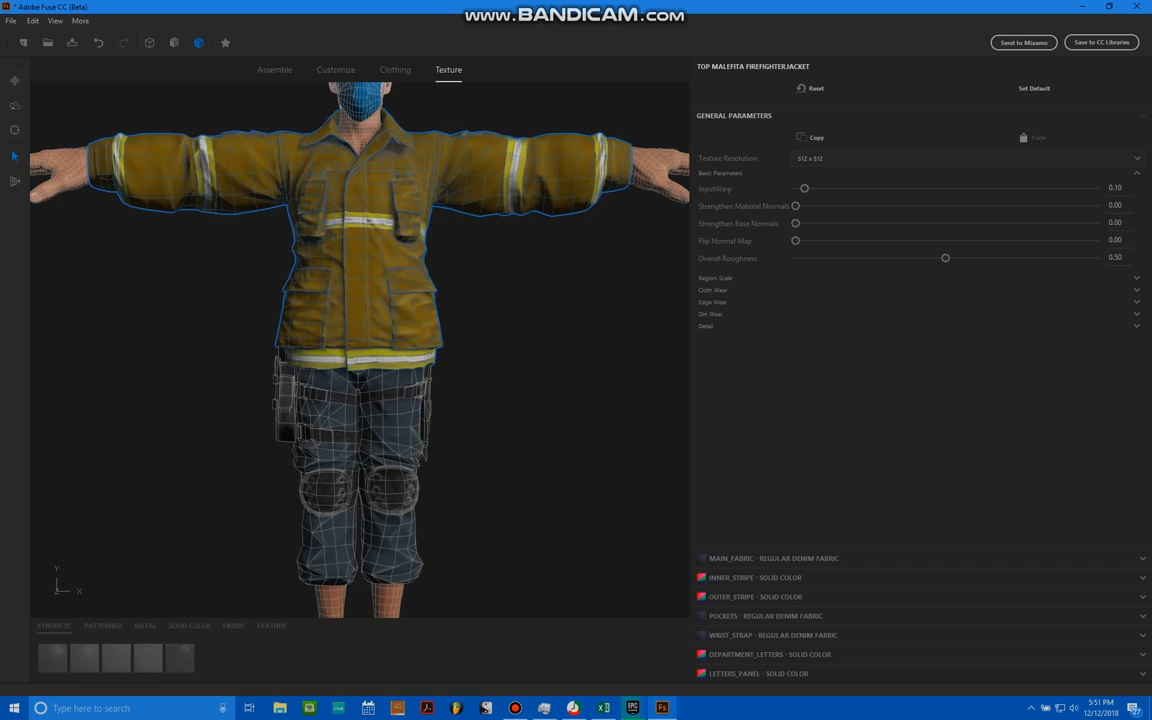 * Adobe Fuse CC (Beta)
www.BANDICAM.com
File Edit View More
Send to Mixamo Save to CC Libraries
Assemble Customize Clothing Texture
TOP MALEFITA FIREFIGHTERJACKET
Reset Set Default
GENERAL PARAMETERS
Copy Paste
Texture Resolution 512 x 512
Basic Parameters
InputWarp 0.10
Strengthen Material Normals 0.00
Strengthen Base Normals 0.00
Flip Normal Map 0.00
Overall Roughness 0.50
Region Scale
Cloth Wear
Edge Wear
Dirt Wear
Detail
MAIN_FABRIC - REGULAR DENIM FABRIC
INNER_STRIPE - SOLID COLOR
OUTER_STRIPE - SOLID COLOR
POCKETS - REGULAR DENIM FABRIC
WRIST_STRAP - REGULAR DENIM FABRIC
DEPARTMENT_LETTERS - SOLID COLOR
LETTERS_PANEL - SOLID COLOR
Y
Z X
SYNTHETIC PATTERNED METAL SOLID COLOR FABRIC LEATHER
Type here to search
Live
EPIC GAMES
Fs
5:51 PM
12/12/2018
27